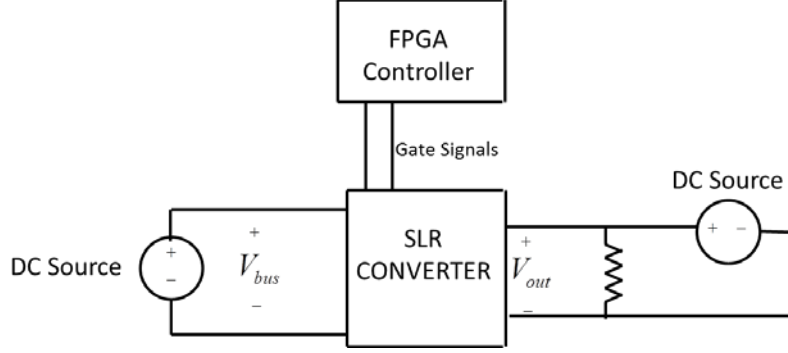 FPGA
Controller
Gate Signals
DC Source
SLR
CONVERTER
DC Source
+
−
+
V_bus
−
+
V_out
−
+ −